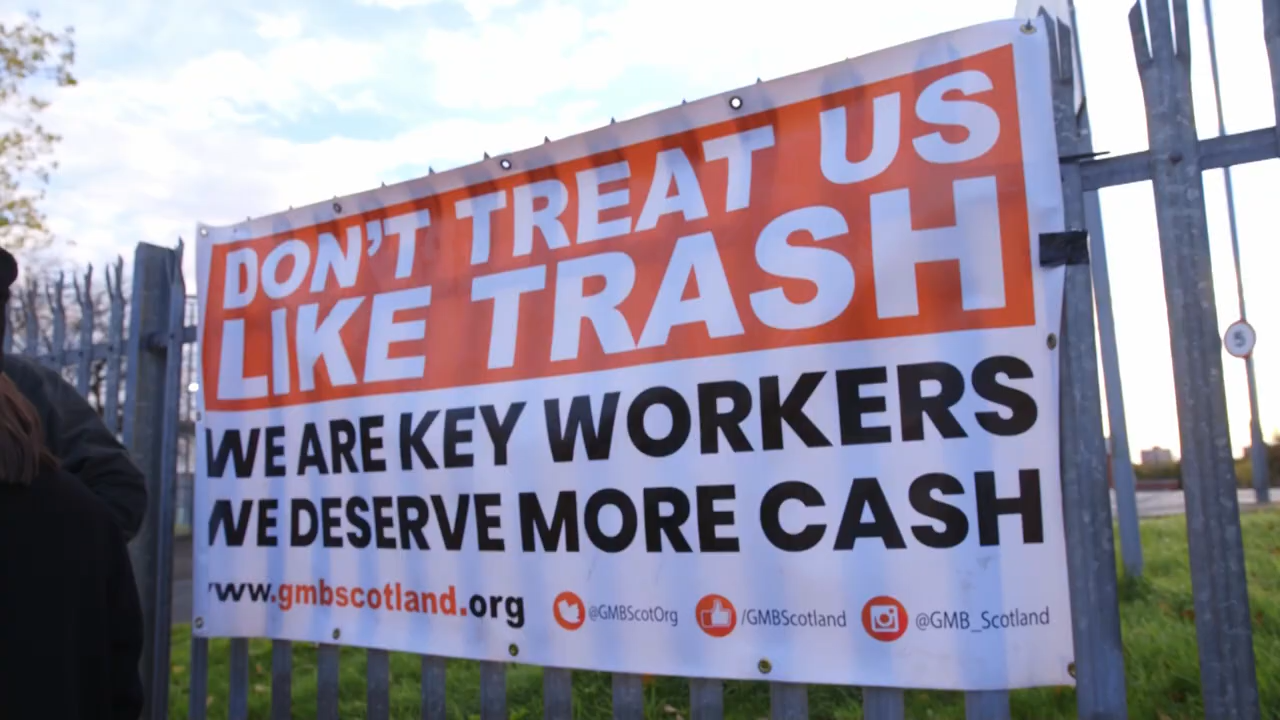 DON'T TREAT US
LIKE TRASH
WE ARE KEY WORKERS
WE DESERVE MORE CASH
www.gmbscotland.org @GMBScotOrg /GMBScotland @GMB_Scotland
5